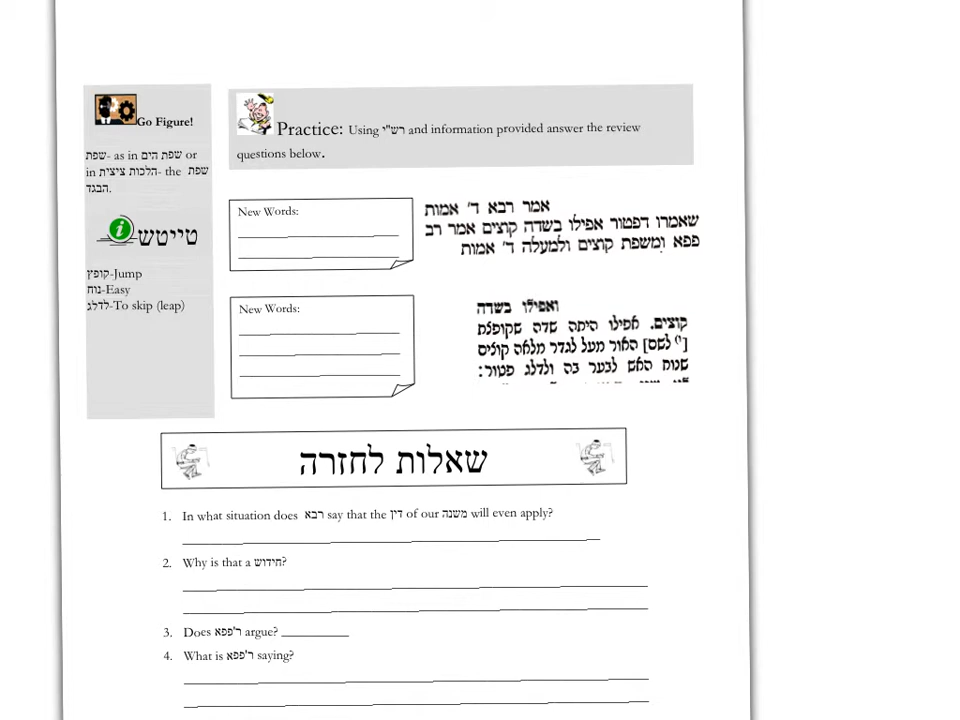 Go Figure!
שפת- as in שפת הים or
in הלכות ציצית- the שפת
הבגד.
טייטש
קופץ-Jump
נוח-Easy
לדלג-To skip (leap)
Practice: Using רש"י and information provided answer the review
questions below.
New Words:
אמר רבא ד' אמות
שאמרו דפטור אפילו בשדה קוצים אמר רב
פפא ומשפת קוצים ולמעלה ד' אמות
New Words:
ואפילו בשדה
קוצים. אפילו היתה שדה שקופלת
[לשם] האור מעל לגדר מלאה קוצים
שנוח האש לבער בה ולדלג פטור:
שאלות לחזרה
1. In what situation does רבא say that the דין of our משנה will even apply?
2. Why is that a חידוש?
3. Does ר'פפא argue?
4. What is ר'פפא saying?